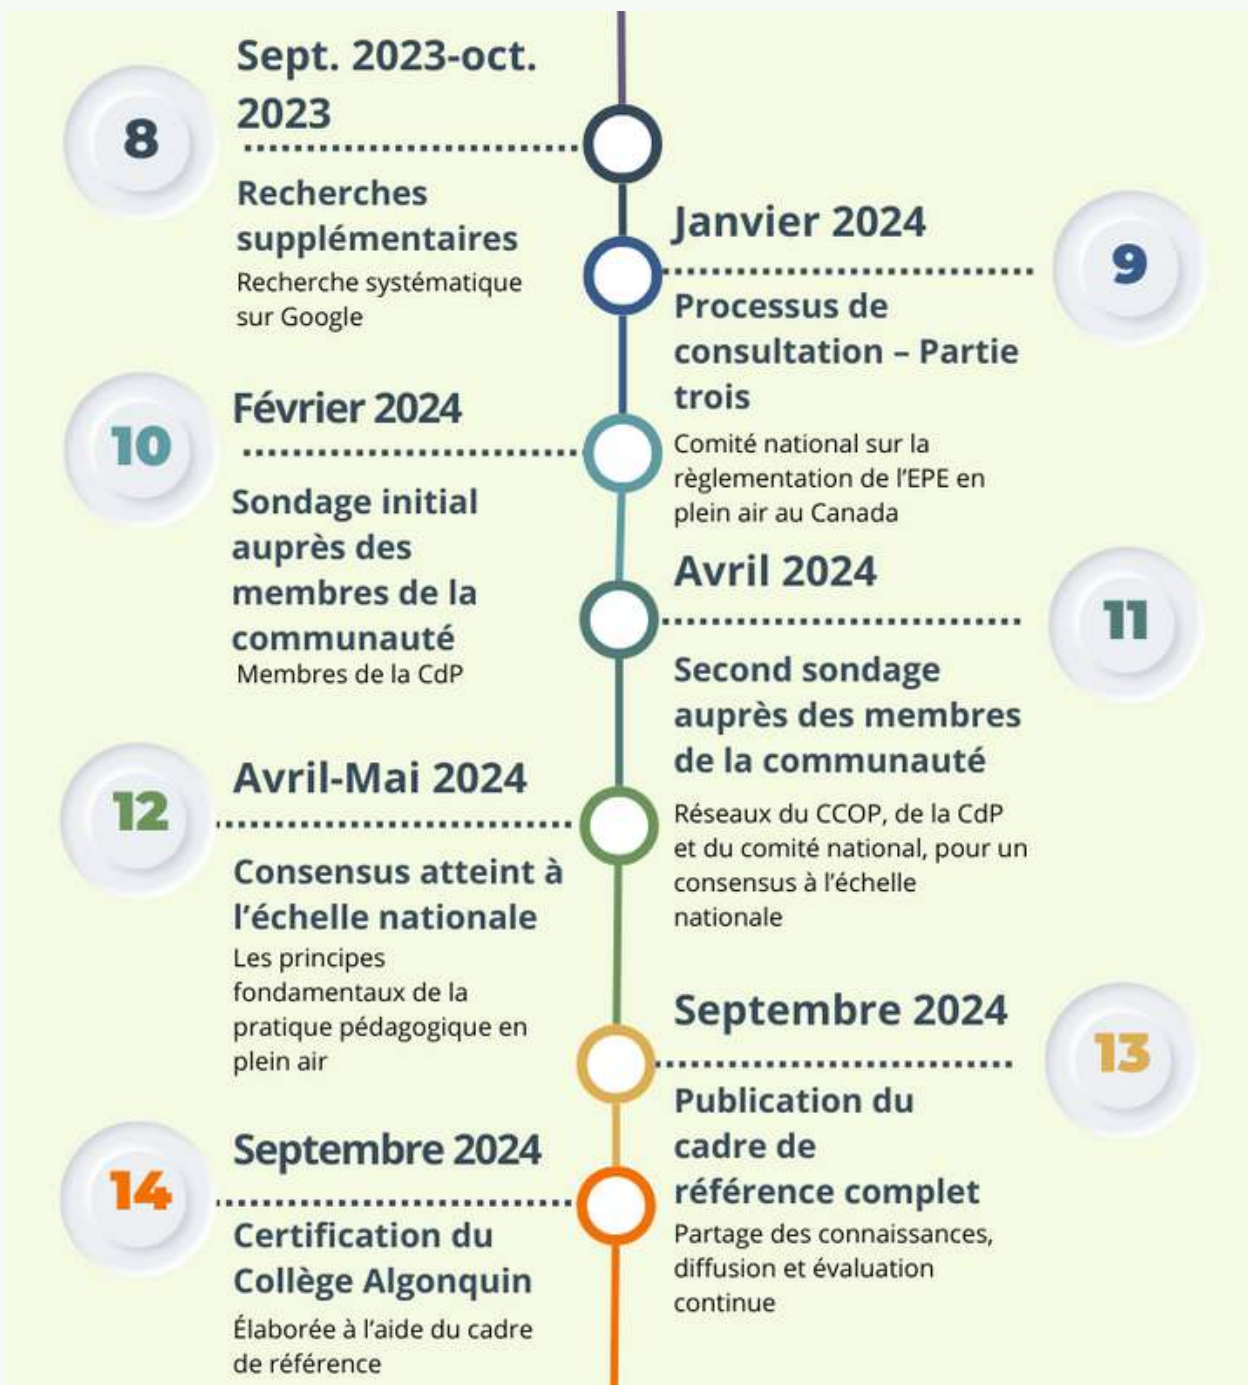 8
Sept. 2023-oct.
2023
Recherches
supplémentaires
Recherche systématique
sur Google
9
Janvier 2024
Processus de
consultation – Partie
trois
Comité national sur la
règlementation de l’EPE en
plein air au Canada
10
Février 2024
Sondage initial
auprès des
membres de la
communauté
Membres de la CdP
11
Avril 2024
Second sondage
auprès des membres
de la communauté
Réseaux du CCOP, de la CdP
et du comité national, pour un
consensus à l’échelle
nationale
12
Avril-Mai 2024
Consensus atteint à
l’échelle nationale
Les principes
fondamentaux de la
pratique pédagogique en
plein air
13
Septembre 2024
Publication du
cadre de
référence complet
Partage des connaissances,
diffusion et évaluation
continue
14
Septembre 2024
Certification du
Collège Algonquin
Élaborée à l’aide du cadre
de référence